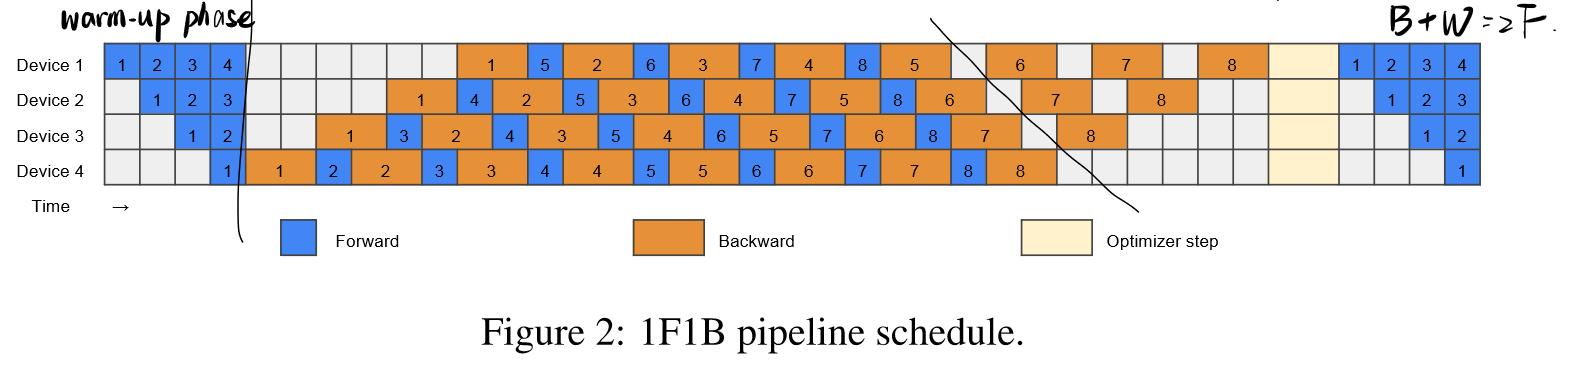 warm-up phase
B+W=>2F.
Device 1 1 2 3 4 1 5 2 6 3 7 4 8 5 6 7 8 1 2 3 4
Device 2 1 2 3 1 4 2 5 3 6 4 7 5 8 6 7 8 1 2 3
Device 3 1 2 1 3 2 4 3 5 4 6 5 7 6 8 7 8 1 2
Device 4 1 1 2 2 3 3 4 4 5 5 6 6 7 7 8 8 1
Time →
Forward Backward Optimizer step
Figure 2: 1F1B pipeline schedule.